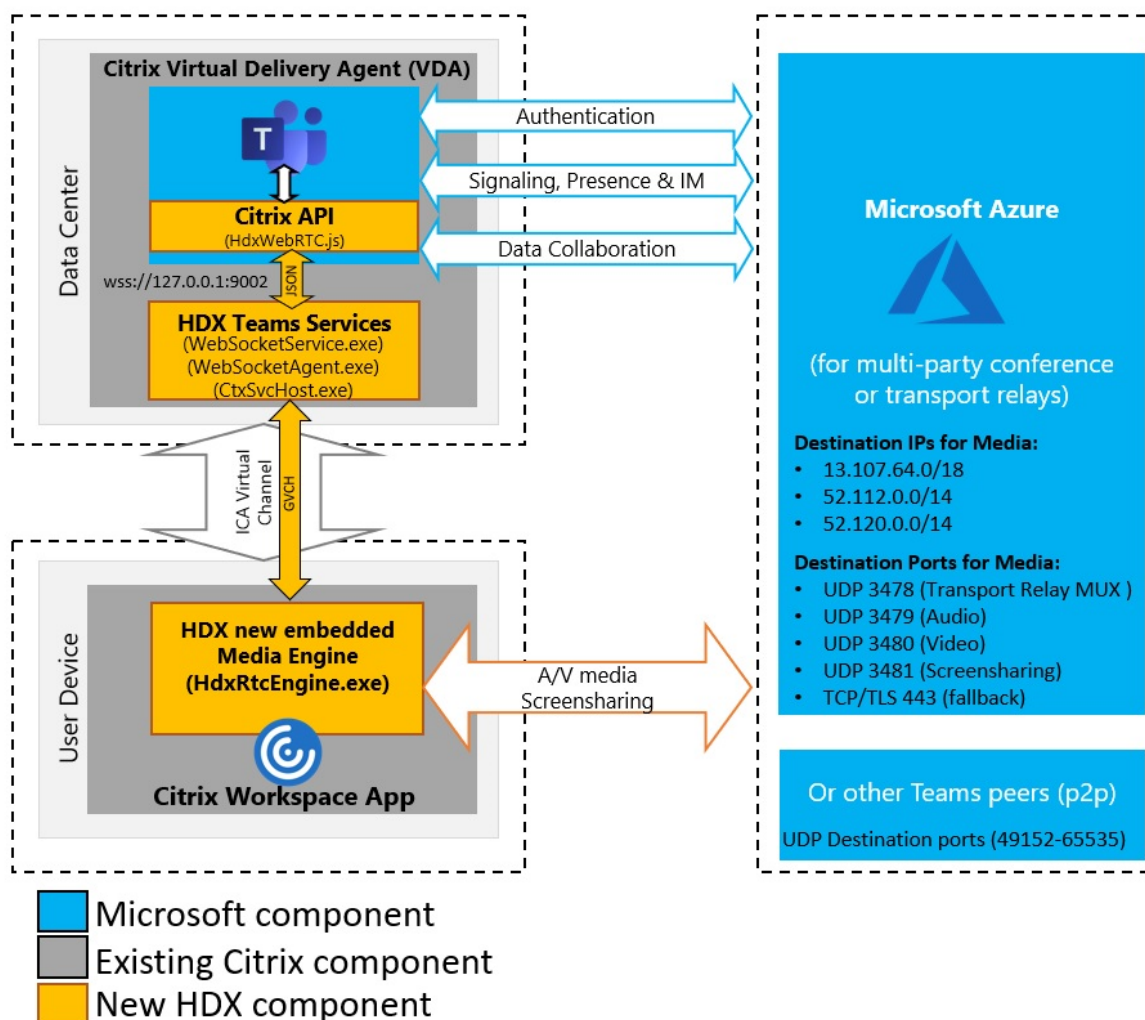 Citrix Virtual Delivery Agent (VDA)
Data Center
T
Citrix API
(HdxWebRTC.js)
wss://127.0.0.1:9002
JSON
HDX Teams Services
(WebSocketService.exe)
(WebSocketAgent.exe)
(CtxSvcHost.exe)
Authentication
Signaling, Presence & IM
Data Collaboration
ICA Virtual
Channel
GVCH
User Device
HDX new embedded
Media Engine
(HdxRtcEngine.exe)
Citrix Workspace App
A/V media
Screensharing
Microsoft Azure
(for multi-party conference
or transport relays)
Destination IPs for Media:
• 13.107.64.0/18
• 52.112.0.0/14
• 52.120.0.0/14
Destination Ports for Media:
• UDP 3478 (Transport Relay MUX )
• UDP 3479 (Audio)
• UDP 3480 (Video)
• UDP 3481 (Screensharing)
• TCP/TLS 443 (fallback)
Or other Teams peers (p2p)
UDP Destination ports (49152-65535)
Microsoft component
Existing Citrix component
New HDX component